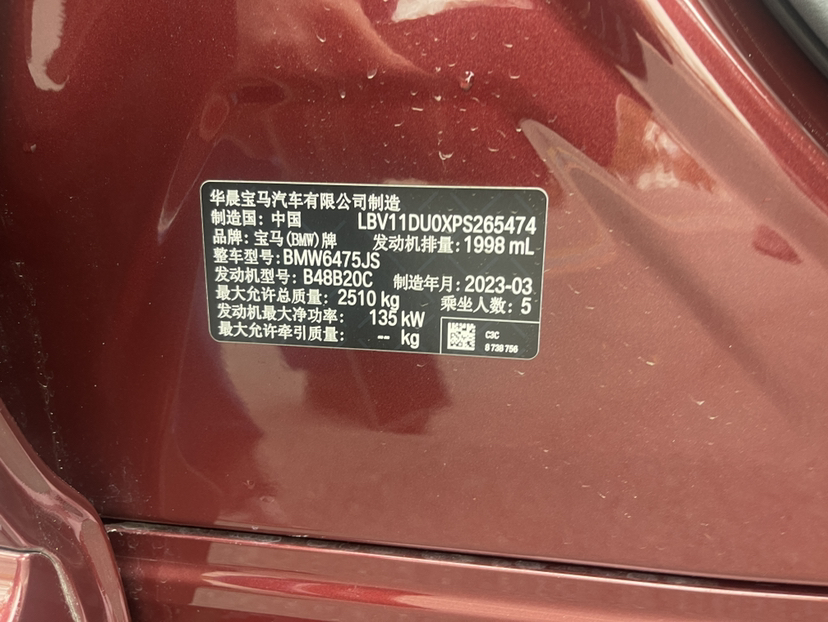 华晨宝马汽车有限公司制造
制造国：中国 LBV11DU0XPS265474
品牌：宝马(BMW)牌 发动机排量：1998 mL
整车型号：BMW6475JS
发动机型号：B48B20C 制造年月：2023-03
最大允许总质量：2510 kg 乘坐人数：5
发动机最大净功率：135 kW
最大允许牵引质量：-- kg
C3C
8 738 756